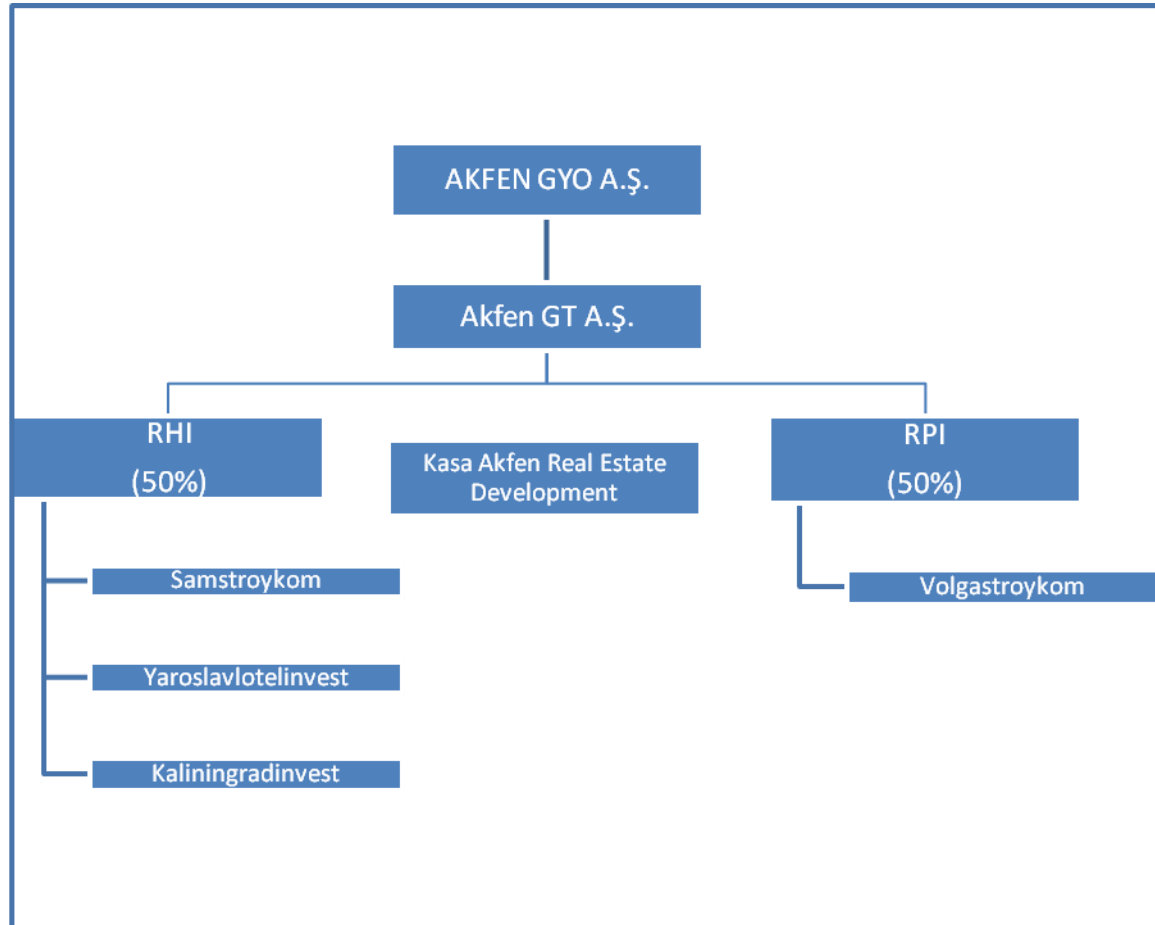 AKFEN GYO A.Ş.
Akfen GT A.Ş.
RHI
(50%)
Kasa Akfen Real Estate
Development
RPI
(50%)
Samstroykom
Volgastroykom
Yaroslavlotelinvest
Kaliningradinvest